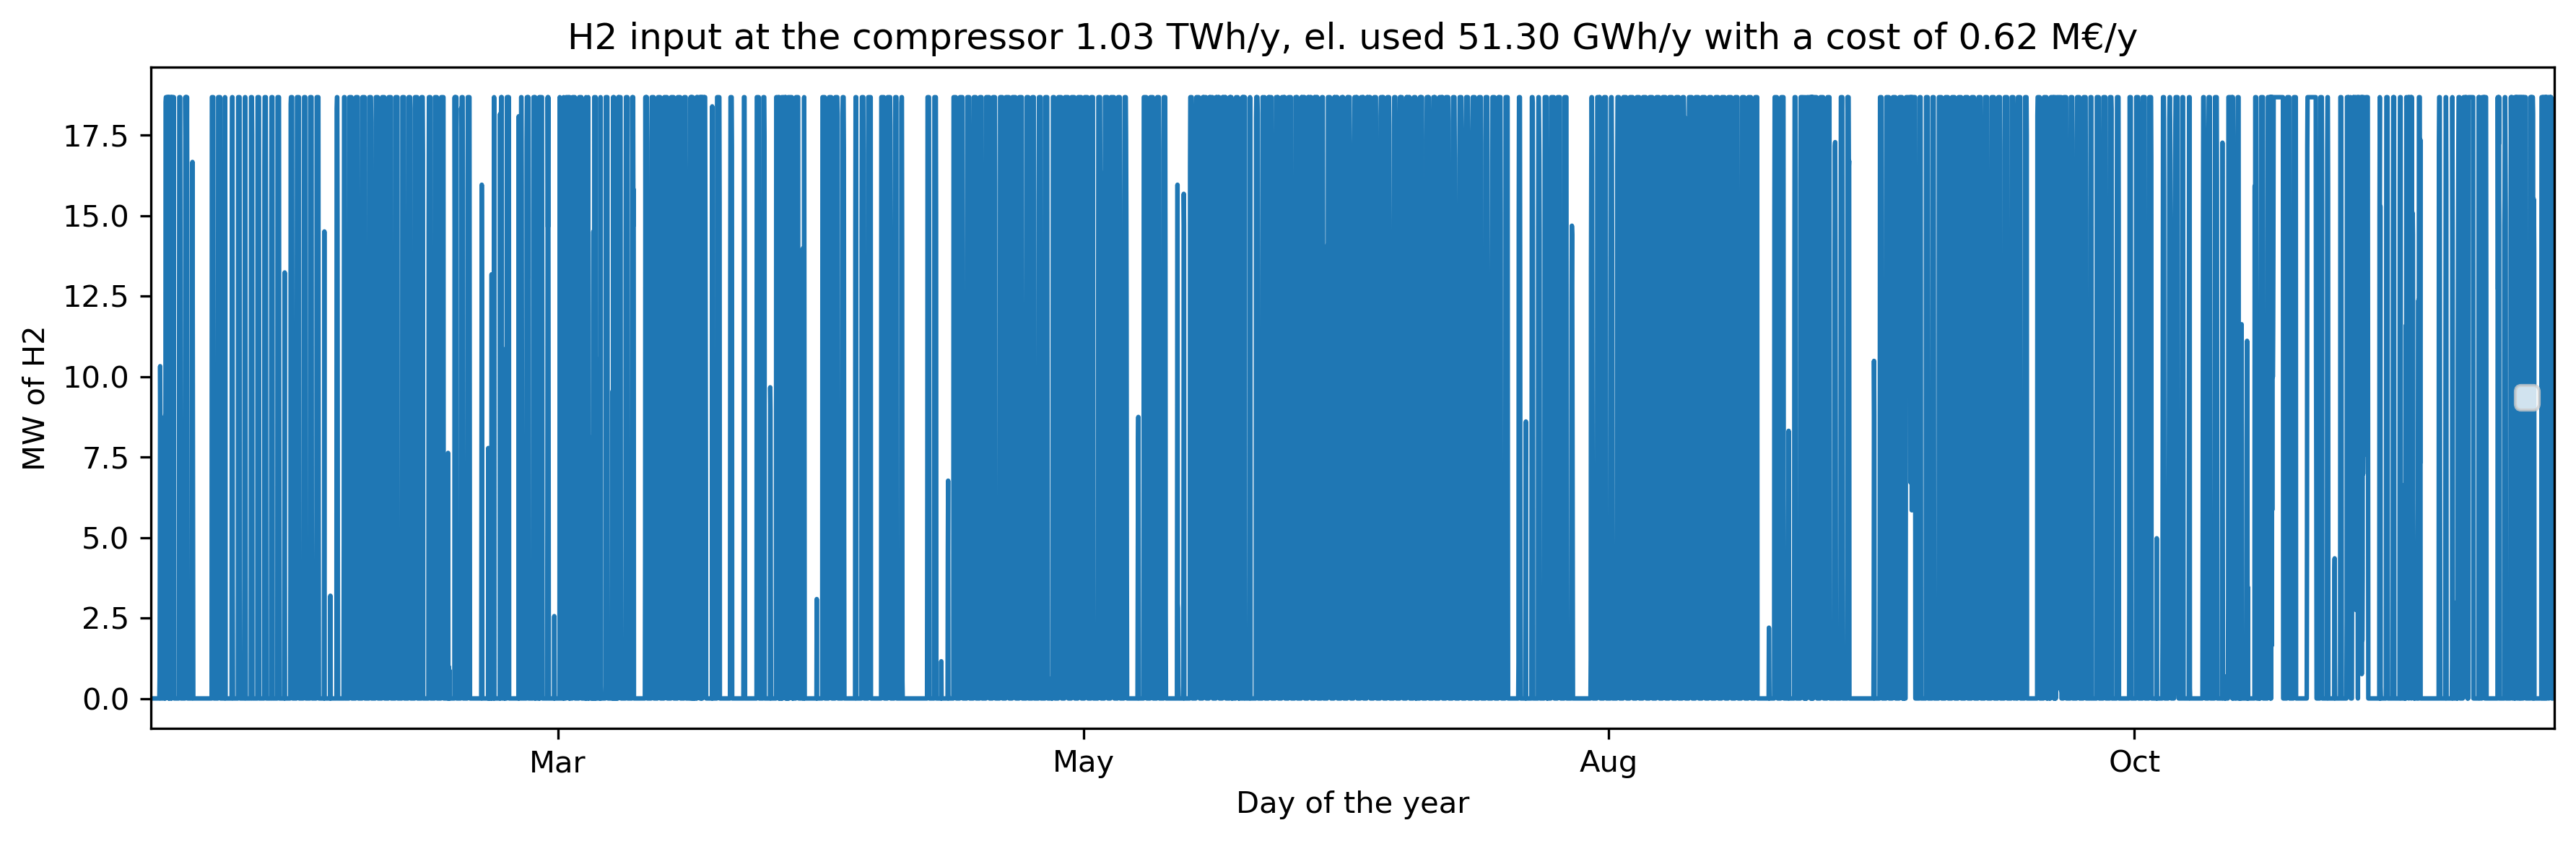 H2 input at the compressor 1.03 TWh/y, el. used 51.30 GWh/y with a cost of 0.62 M€/y
MW of H2
17.5
15.0
12.5
10.0
7.5
5.0
2.5
0.0
Mar May Aug Oct
Day of the year